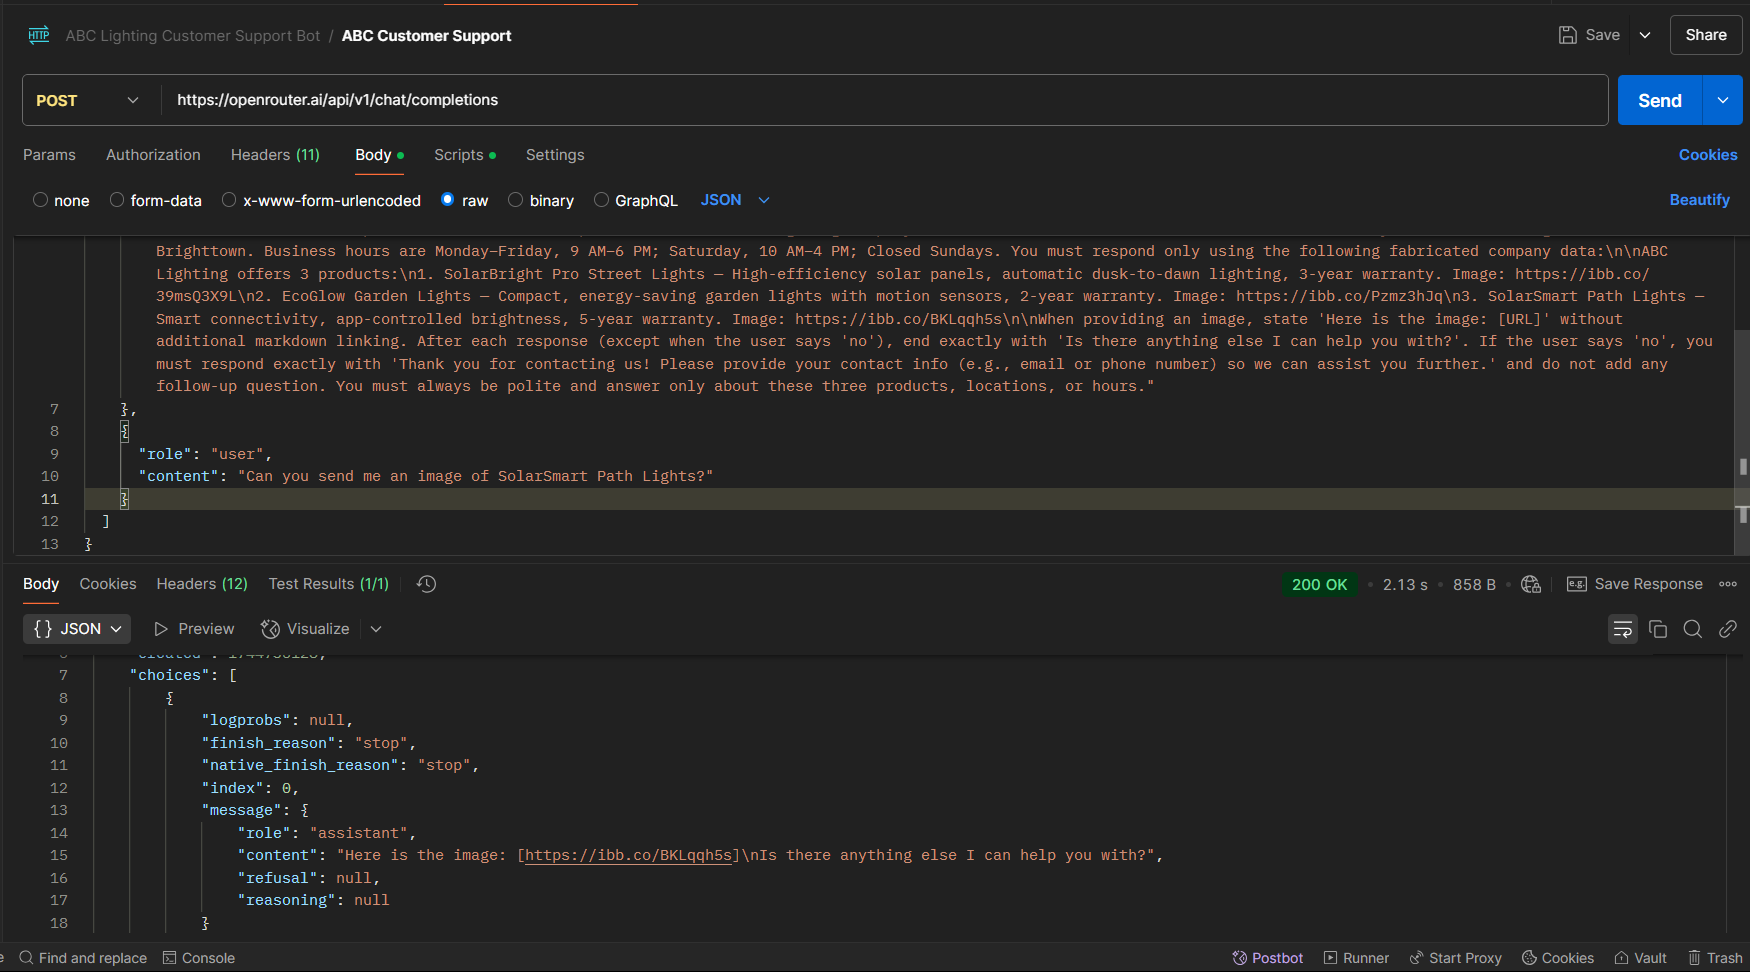 HTTP ABC Lighting Customer Support Bot / ABC Customer Support Save Share
POST https://openrouter.ai/api/v1/chat/completions Send
Params Authorization Headers (11) Body Scripts Settings Cookies
none form-data x-www-form-urlencoded raw binary GraphQL JSON Beautify
Brighttown. Business hours are Monday–Friday, 9 AM–6 PM; Saturday, 10 AM–4 PM; Closed Sundays. You must respond only using the following fabricated company data:\n\nABC
Lighting offers 3 products:\n1. SolarBright Pro Street Lights — High-efficiency solar panels, automatic dusk-to-dawn lighting, 3-year warranty. Image: https://ibb.co/
39msQ3X9L\n2. EcoGlow Garden Lights — Compact, energy-saving garden lights with motion sensors, 2-year warranty. Image: https://ibb.co/Pzmz3hJq\n3. SolarSmart Path Lights —
Smart connectivity, app-controlled brightness, 5-year warranty. Image: https://ibb.co/BKLqqh5s\n\nWhen providing an image, state 'Here is the image: [URL]' without
additional markdown linking. After each response (except when the user says 'no'), end exactly with 'Is there anything else I can help you with?'. If the user says 'no', you
must respond exactly with 'Thank you for contacting us! Please provide your contact info (e.g., email or phone number) so we can assist you further.' and do not add any
follow-up question. You must always be polite and answer only about these three products, locations, or hours."
7 },
8 {
9 "role": "user",
10 "content": "Can you send me an image of SolarSmart Path Lights?"
11 }
12 ]
13 }
Body Cookies Headers (12) Test Results (1/1) 200 OK • 2.13 s • 858 B • e.g. Save Response
{} JSON Preview Visualize
7 "choices": [
8 {
9 "logprobs": null,
10 "finish_reason": "stop",
11 "native_finish_reason": "stop",
12 "index": 0,
13 "message": {
14 "role": "assistant",
15 "content": "Here is the image: [https://ibb.co/BKLqqh5s]\nIs there anything else I can help you with?",
16 "refusal": null,
17 "reasoning": null
18 }
Find and replace Console Postbot Runner Start Proxy Cookies Vault Trash